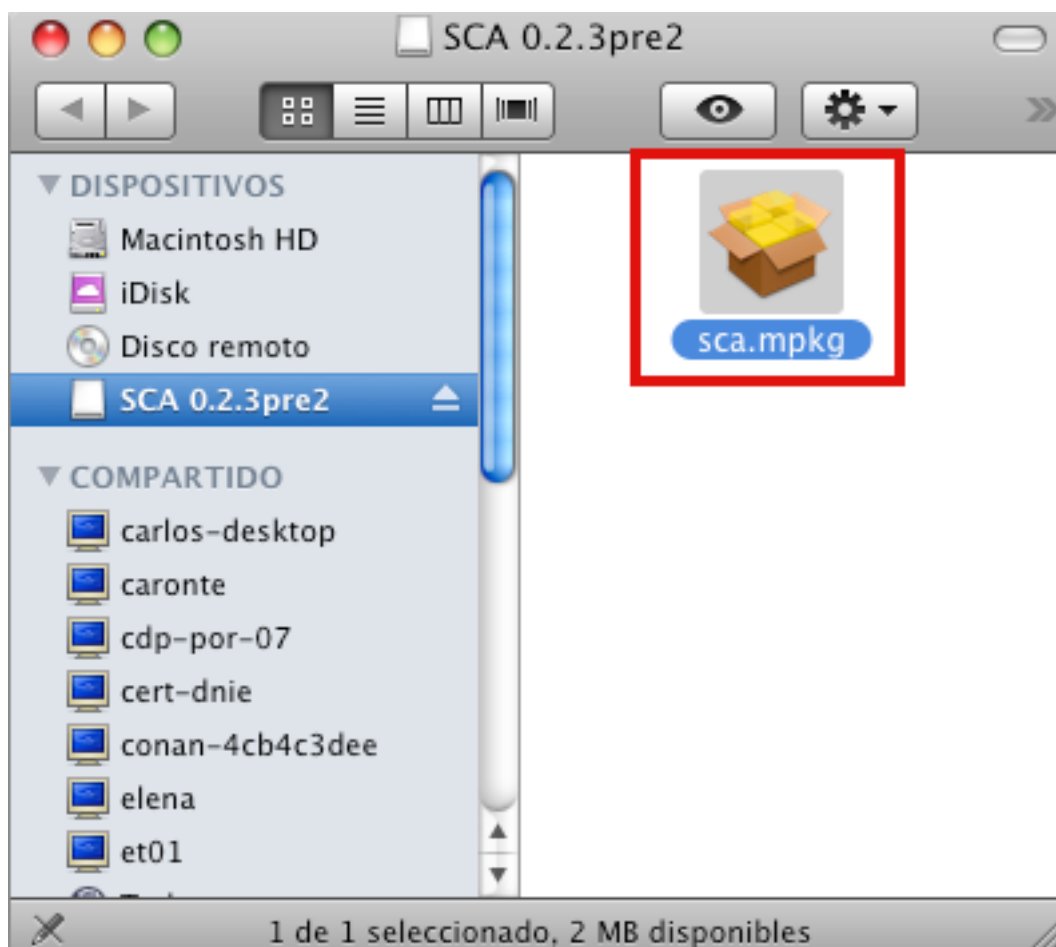 SCA 0.2.3pre2
DISPOSITIVOS
Macintosh HD
iDisk
Disco remoto
SCA 0.2.3pre2
COMPARTIDO
carlos-desktop
caronte
cdp-por-07
cert-dnie
conan-4cb4c3dee
elena
et01
sca.mpkg
1 de 1 seleccionado, 2 MB disponibles